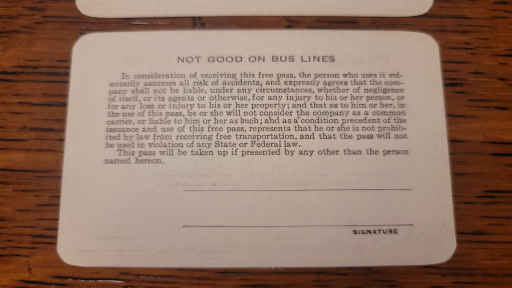 NOT GOOD ON BUS LINES
In consideration of receiving this free pass, the person who uses it vol-
untarily assumes all risk of accidents, and expressly agrees that the com-
pany shall not be liable, under any circumstances, whether of negligence
of itself, or its agents or otherwise, for any injury to his or her person, or
for any loss or injury to his or her property; and that as to him or her, in
the use of this pass, he or she will not consider the company as a common
carrier, or liable to him or her as such; and as a condition precedent of the
issuance and use of this free pass, represents that he or she is not prohib-
ited by law from receiving free transportation, and that the pass will not
be used in violation of any State or Federal law.
This pass will be taken up if presented by any other than the person
named hereon.
SIGNATURE